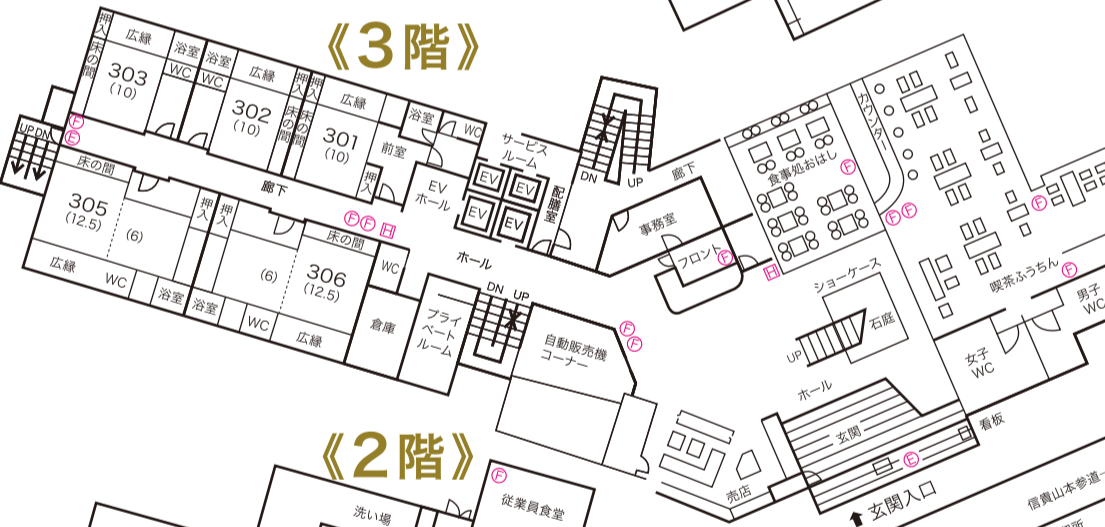 《3階》
押入
広縁
浴室
浴室
広縁
押入
押入
広縁
浴室
WC
床の間
303
(10)
WC
WC
302
(10)
床の間
床の間
301
(10)
前室
押入
サービス
ルーム
UP DN
F
E
床の間
廊下
EV
ホール
EV
EV
EV
EV
配膳室
DN
UP
廊下
305
(12.5)
(6)
押入
押入
(6)
床の間
306
(12.5)
F
F
H
ホール
広縁
WC
浴室
浴室
WC
広縁
WC
倉庫
プライ
ベート
ルーム
DN
UP
自動販売機
コーナー
F
F
事務室
フロント
F
H
食事処おはし
F
カウンター
F
F
F
喫茶ふうちん
F
ショーケース
石庭
UP
男子
WC
女子
WC
ホール
玄関
看板
E
売店
玄関入口
信貴山本参道
《2階》
F
従業員食堂
洗い場